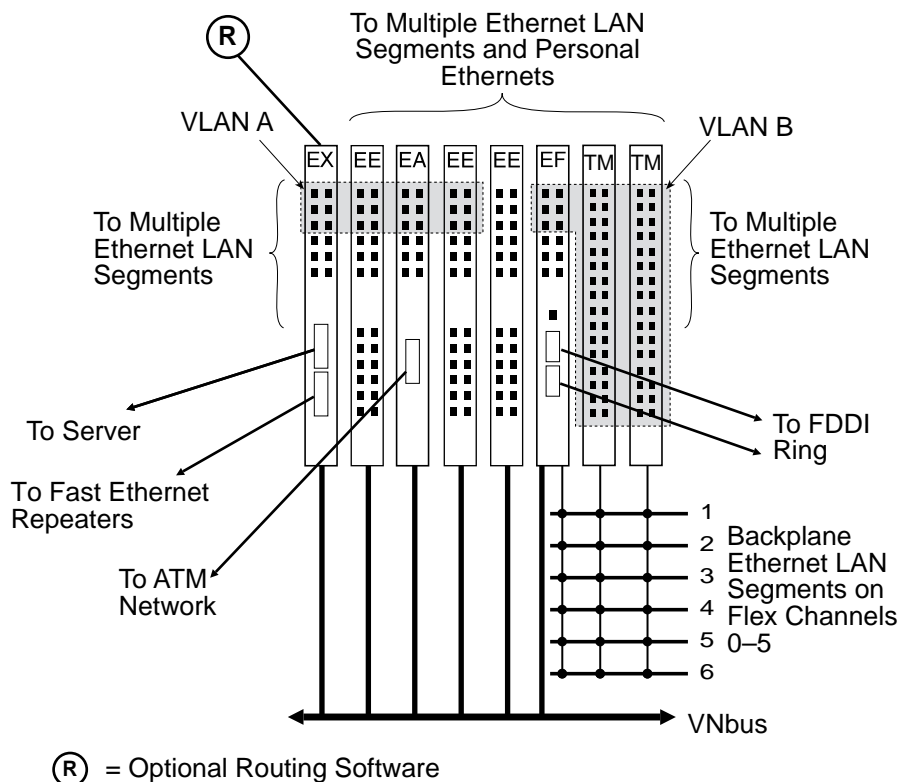 R
To Multiple Ethernet LAN
Segments and Personal
Ethernets
VLAN A
VLAN B
EX
EE
EA
EE
EE
EF
TM
TM
To Multiple
Ethernet LAN
Segments
To Multiple
Ethernet LAN
Segments
To Server
To FDDI
Ring
To Fast Ethernet
Repeaters
To ATM
Network
1
2
3
4
5
6
Backplane
Ethernet LAN
Segments on
Flex Channels
0–5
VNbus
R = Optional Routing Software